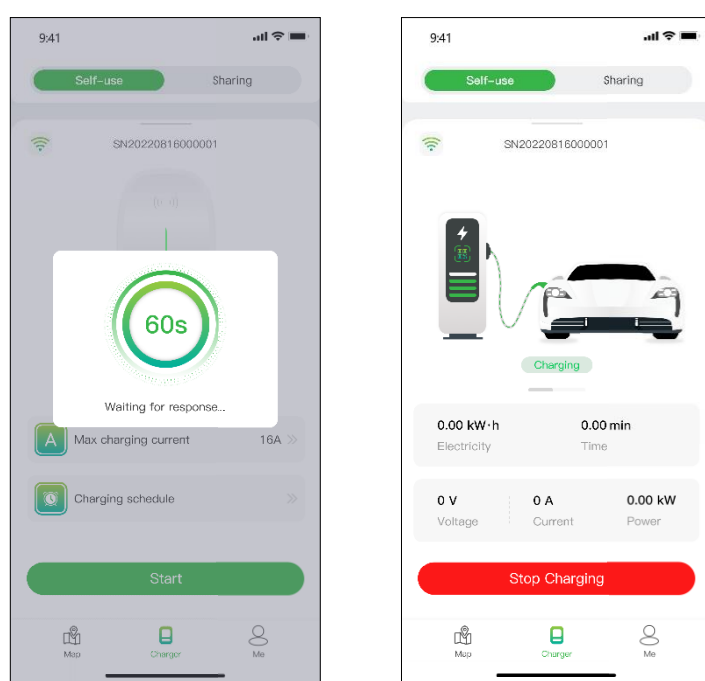 9:41
Self-use Sharing
SN20220816000001
60s
Waiting for response...
A Max charging current 16A
Charging schedule
Start
Map Charger Me
9:41
Self-use Sharing
SN20220816000001
Charging
0.00 kW·h 0.00 min
Electricity Time
0 V 0 A 0.00 kW
Voltage Current Power
Stop Charging
Map Charger Me